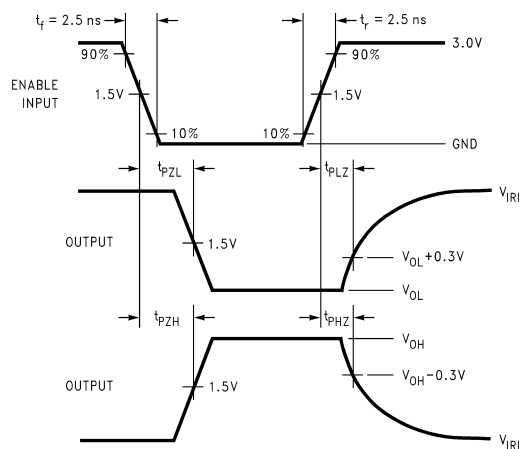 t_f = 2.5 ns
t_r = 2.5 ns
3.0V
90%
90%
ENABLE
INPUT
1.5V
1.5V
10%
10%
GND
t_PZL
t_PLZ
OUTPUT
1.5V
V_OL+0.3V
V_OL
t_PZH
t_PHZ
V_OH
OUTPUT
1.5V
V_OH−0.3V